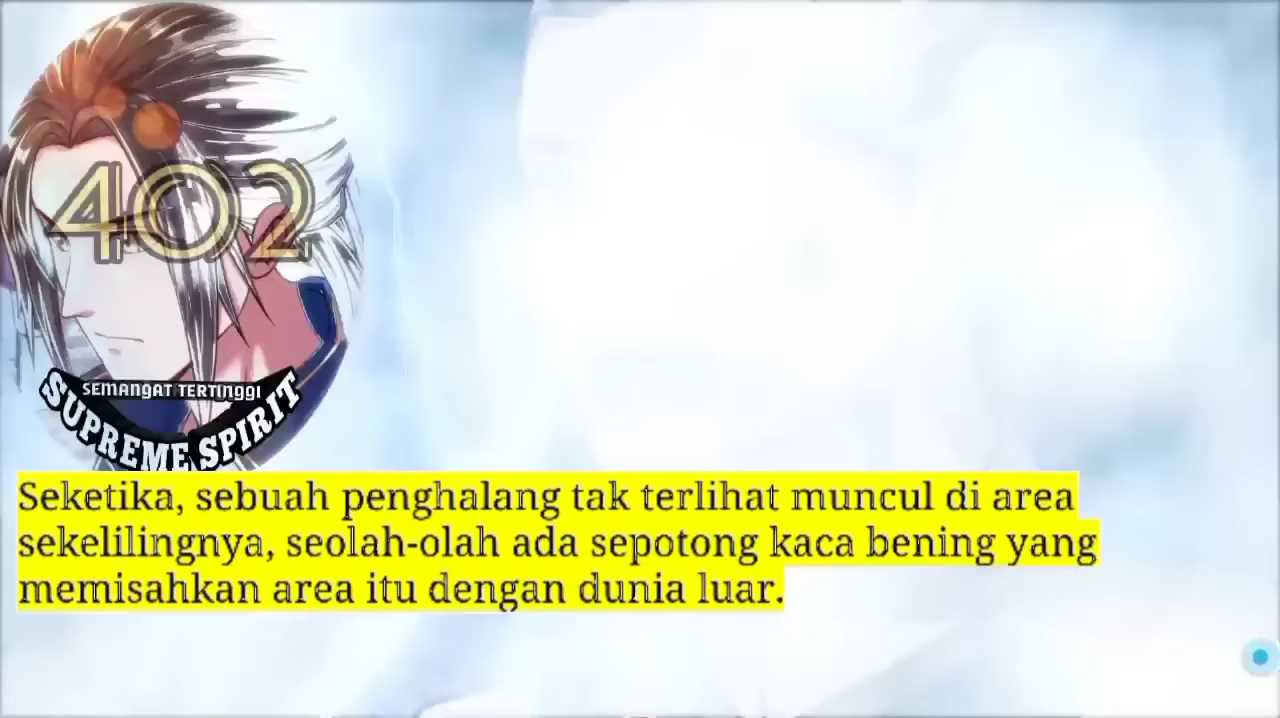 402
SEMANGAT TERTINGGI
SUPREME SPIRIT
Seketika, sebuah penghalang tak terlihat muncul di area
sekelilingnya, seolah-olah ada sepotong kaca bening yang
memisahkan area itu dengan dunia luar.